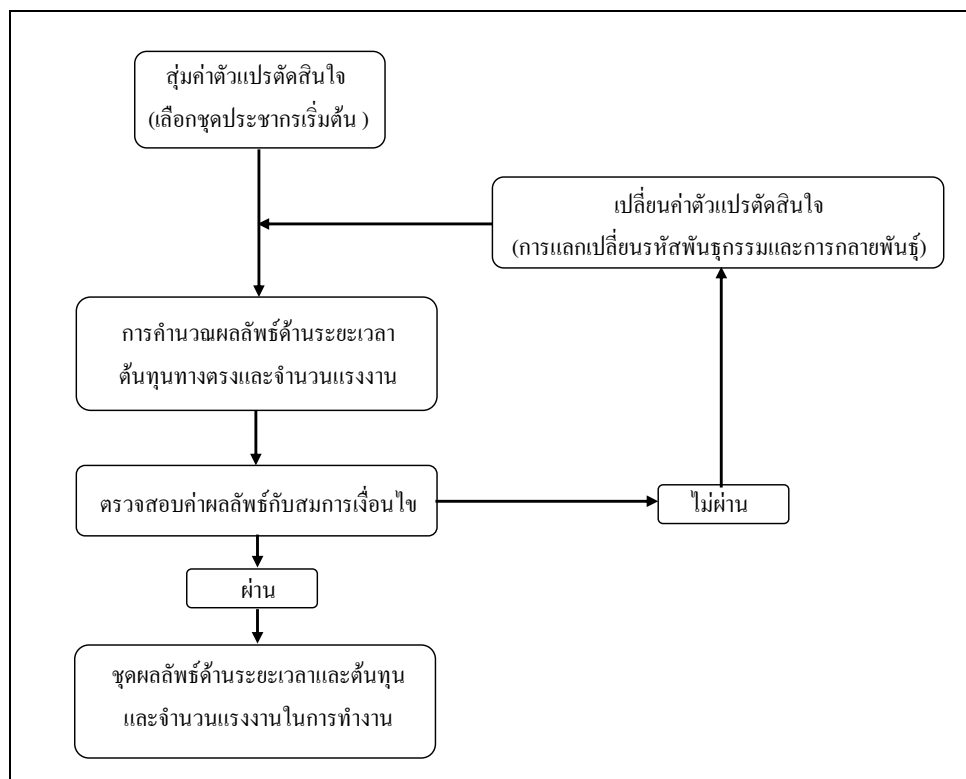 สุ่มค่าตัวแปรตัดสินใจ
(เลือกชุดประชากรเริ่มต้น )
เปลี่ยนค่าตัวแปรตัดสินใจ
(การแลกเปลี่ยนรหัสพันธุกรรมและการกลายพันธุ์)
การคำนวณผลลัพธ์ด้านระยะเวลา
ต้นทุนทางตรงและจำนวนแรงงาน
ตรวจสอบค่าผลลัพธ์กับสมการเงื่อนไข
ไม่ผ่าน
ผ่าน
ชุดผลลัพธ์ด้านระยะเวลาและต้นทุน
และจำนวนแรงงานในการทำงาน